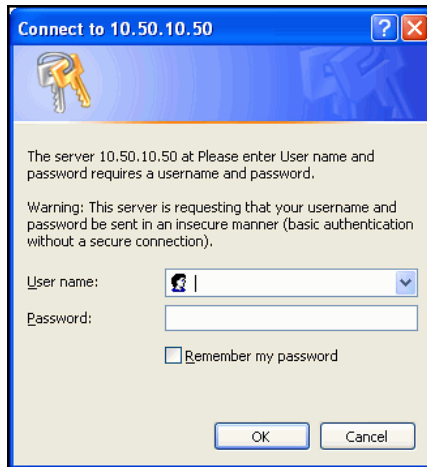 Connect to 10.50.10.50
The server 10.50.10.50 at Please enter User name and
password requires a username and password.
Warning: This server is requesting that your username and
password be sent in an insecure manner (basic authentication
without a secure connection).
User name:
Password:
Remember my password
OK
Cancel